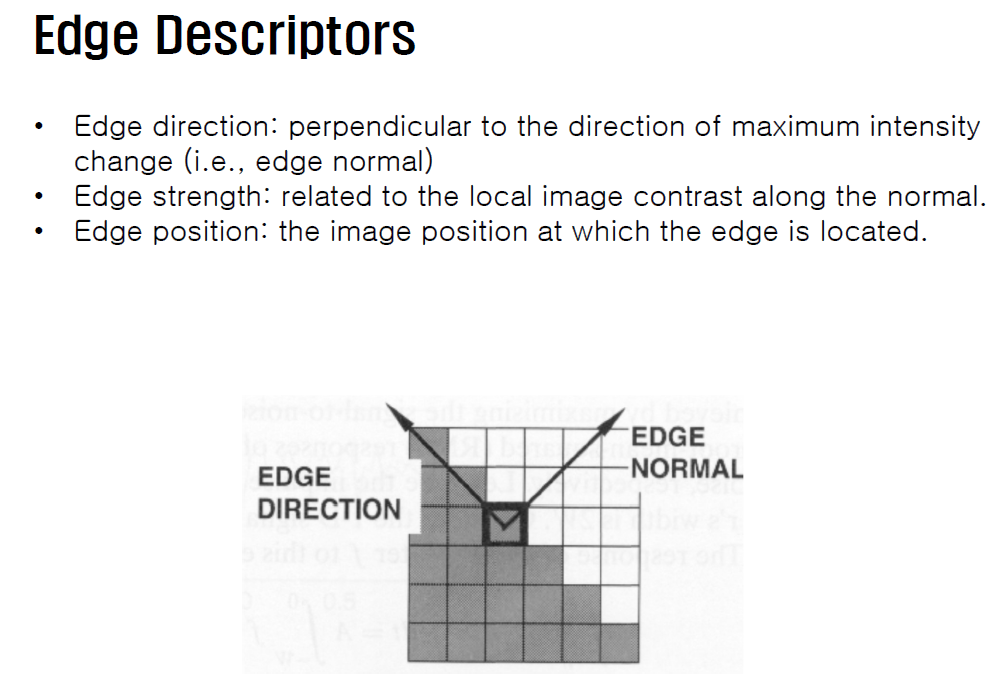 Edge Descriptors
• Edge direction: perpendicular to the direction of maximum intensity
change (i.e., edge normal)
• Edge strength: related to the local image contrast along the normal.
• Edge position: the image position at which the edge is located.
EDGE
NORMAL
EDGE
DIRECTION